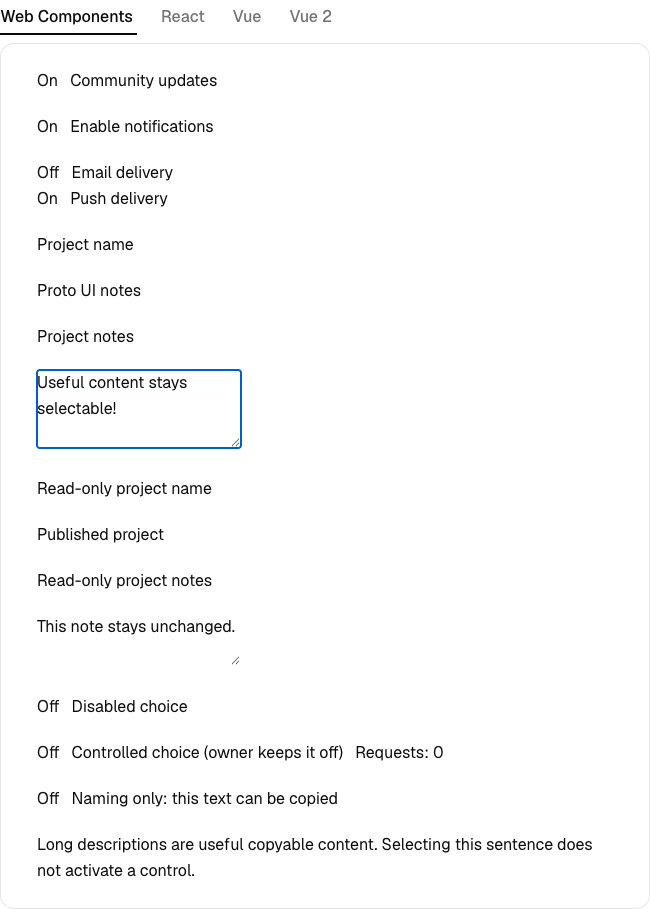 Web Components React Vue Vue 2
On Community updates
On Enable notifications
Off Email delivery
On Push delivery
Project name
Proto UI notes
Project notes
Useful content stays
selectable!
Read-only project name
Published project
Read-only project notes
This note stays unchanged.
Off Disabled choice
Off Controlled choice (owner keeps it off) Requests: 0
Off Naming only: this text can be copied
Long descriptions are useful copyable content. Selecting this sentence does
not activate a control.